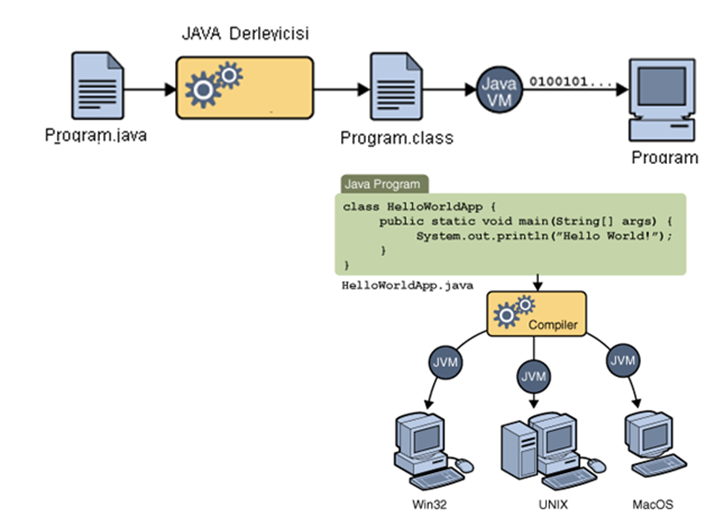 JAVA Derleyicisi
Java
VM
0100101...
Program.java
Program.class
Program
Java Program
class HelloWorldApp {
public static void main(String[] args) {
System.out.println("Hello World!");
}
}
HelloWorldApp.java
Compiler
JVM
JVM
JVM
Win32
UNIX
MacOS